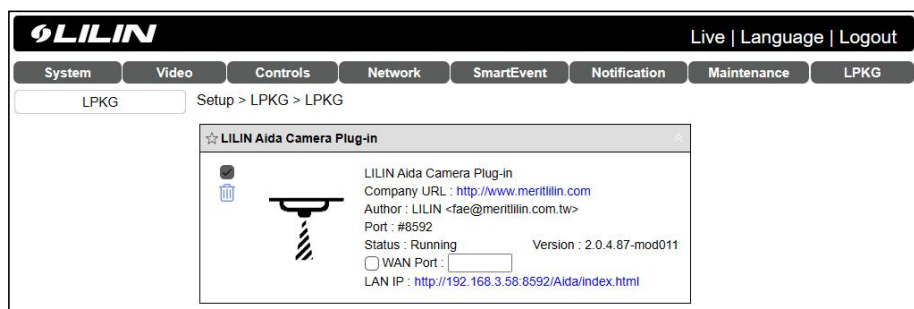 LILIN
Live | Language | Logout
System Video Controls Network SmartEvent Notification Maintenance LPKG
LPKG
Setup > LPKG > LPKG
☆ LILIN Aida Camera Plug-in
LILIN Aida Camera Plug-in
Company URL : http://www.meritlilin.com
Author : LILIN <fae@meritlilin.com.tw>
Port : #8592
Status : Running Version : 2.0.4.87-mod011
WAN Port :
LAN IP : http://192.168.3.58:8592/Aida/index.html